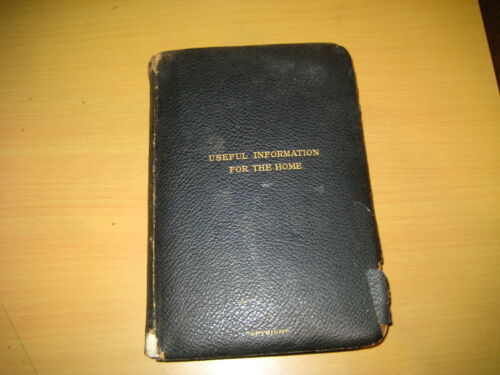 USEFUL INFORMATION
FOR THE HOME
"COPYRIGHT"